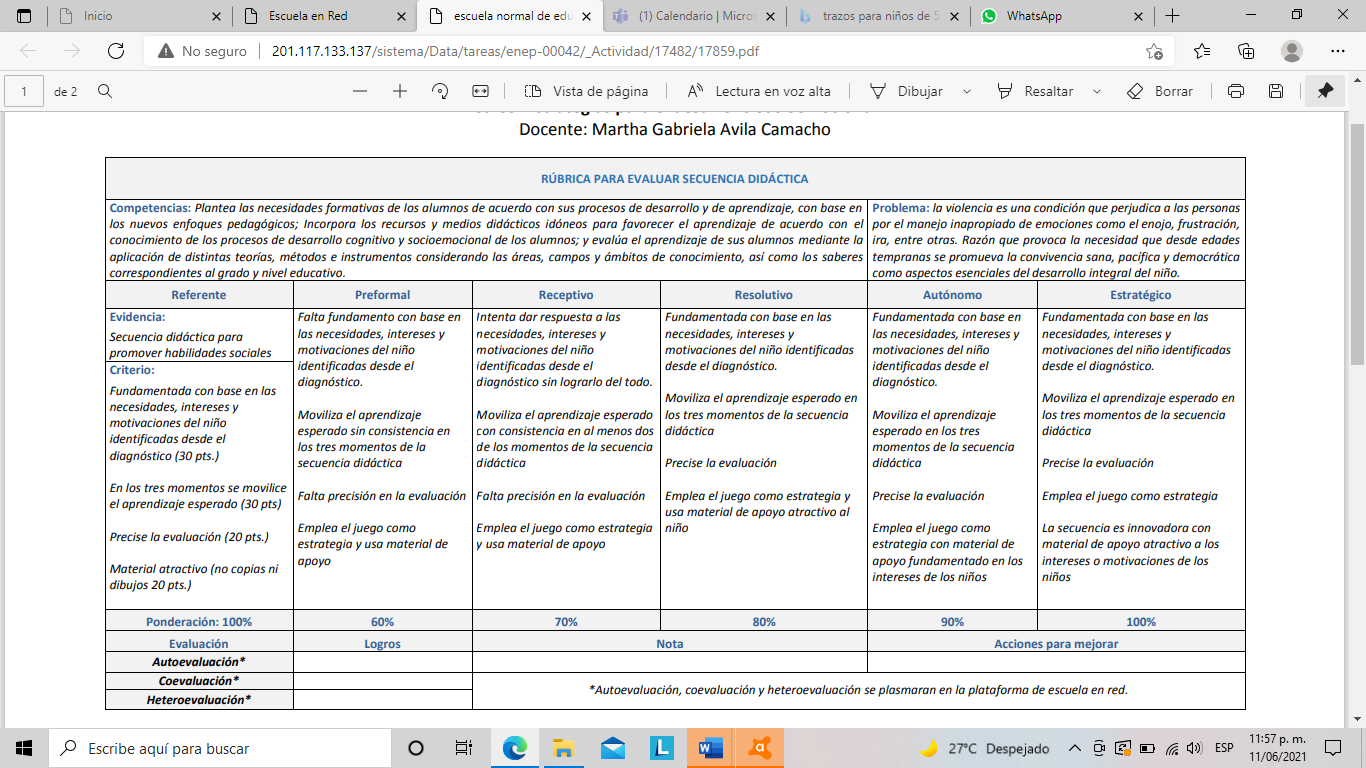 Inicio
Escuela en Red
escuela normal de edu
(1) Calendario | Micros
trazos para niños de 5
WhatsApp
No seguro
201.117.133.137/sistema/Data/tareas/enep-00042/_Actividad/17482/17859.pdf
1 de 2
Vista de página
Lectura en voz alta
Dibujar
Resaltar
Borrar
Docente: Martha Gabriela Avila Camacho
RÚBRICA PARA EVALUAR SECUENCIA DIDÁCTICA
Competencias: Plantea las necesidades formativas de los alumnos de acuerdo con sus procesos de desarrollo y de aprendizaje, con base en
los nuevos enfoques pedagógicos; Incorpora los recursos y medios didácticos idóneos para favorecer el aprendizaje de acuerdo con el
conocimiento de los procesos de desarrollo cognitivo y socioemocional de los alumnos; y evalúa el aprendizaje de sus alumnos mediante la
aplicación de distintas teorías, métodos e instrumentos considerando las áreas, campos y ámbitos de conocimiento, así como los saberes
correspondientes al grado y nivel educativo.
Problema: la violencia es una condición que perjudica a las personas
por el manejo inapropiado de emociones como el enojo, frustración,
ira, entre otras. Razón que provoca la necesidad que desde edades
tempranas se promueva la convivencia sana, pacífica y democrática
como aspectos esenciales del desarrollo integral del niño.
Referente
Preformal
Receptivo
Resolutivo
Autónomo
Estratégico
Evidencia:
Secuencia didáctica para
promover habilidades sociales
Criterio:
Fundamentada con base en las
necesidades, intereses y
motivaciones del niño
identificadas desde el
diagnóstico (30 pts.)
En los tres momentos se movilice
el aprendizaje esperado (30 pts)
Precise la evaluación (20 pts.)
Material atractivo (no copias ni
dibujos 20 pts.)
Falta fundamento con base en
las necesidades, intereses y
motivaciones del niño
identificadas desde el
diagnóstico.
Moviliza el aprendizaje
esperado sin consistencia en
los tres momentos de la
secuencia didáctica
Falta precisión en la evaluación
Emplea el juego como
estrategia y usa material de
apoyo
Intenta dar respuesta a las
necesidades, intereses y
motivaciones del niño
identificadas desde el
diagnóstico sin lograrlo del todo.
Moviliza el aprendizaje esperado
con consistencia en al menos dos
de los momentos de la secuencia
didáctica
Falta precisión en la evaluación
Emplea el juego como estrategia
y usa material de apoyo
Fundamentada con base en las
necesidades, intereses y
motivaciones del niño identificadas
desde el diagnóstico.
Moviliza el aprendizaje esperado en
los tres momentos de la secuencia
didáctica
Precise la evaluación
Emplea el juego como estrategia y
usa material de apoyo atractivo al
niño
Fundamentada con base en
las necesidades, intereses y
motivaciones del niño
identificadas desde el
diagnóstico.
Moviliza el aprendizaje
esperado en los tres
momentos de la secuencia
didáctica
Precise la evaluación
Emplea el juego como
estrategia con material de
apoyo fundamentado en los
intereses de los niños
Fundamentada con base en las
necesidades, intereses y
motivaciones del niño identificadas
desde el diagnóstico.
Moviliza el aprendizaje esperado en
los tres momentos de la secuencia
didáctica
Precise la evaluación
Emplea el juego como estrategia
La secuencia es innovadora con
material de apoyo atractivo a los
intereses o motivaciones de los
niños
Ponderación: 100%
60%
70%
80%
90%
100%
Evaluación
Logros
Nota
Acciones para mejorar
Autoevaluación*
Coevaluación*
Heteroevaluación*
*Autoevaluación, coevaluación y heteroevaluación se plasmaran en la plataforma de escuela en red.
Escribe aquí para buscar
27°C Despejado
ESP
11:57 p. m.
11/06/2021